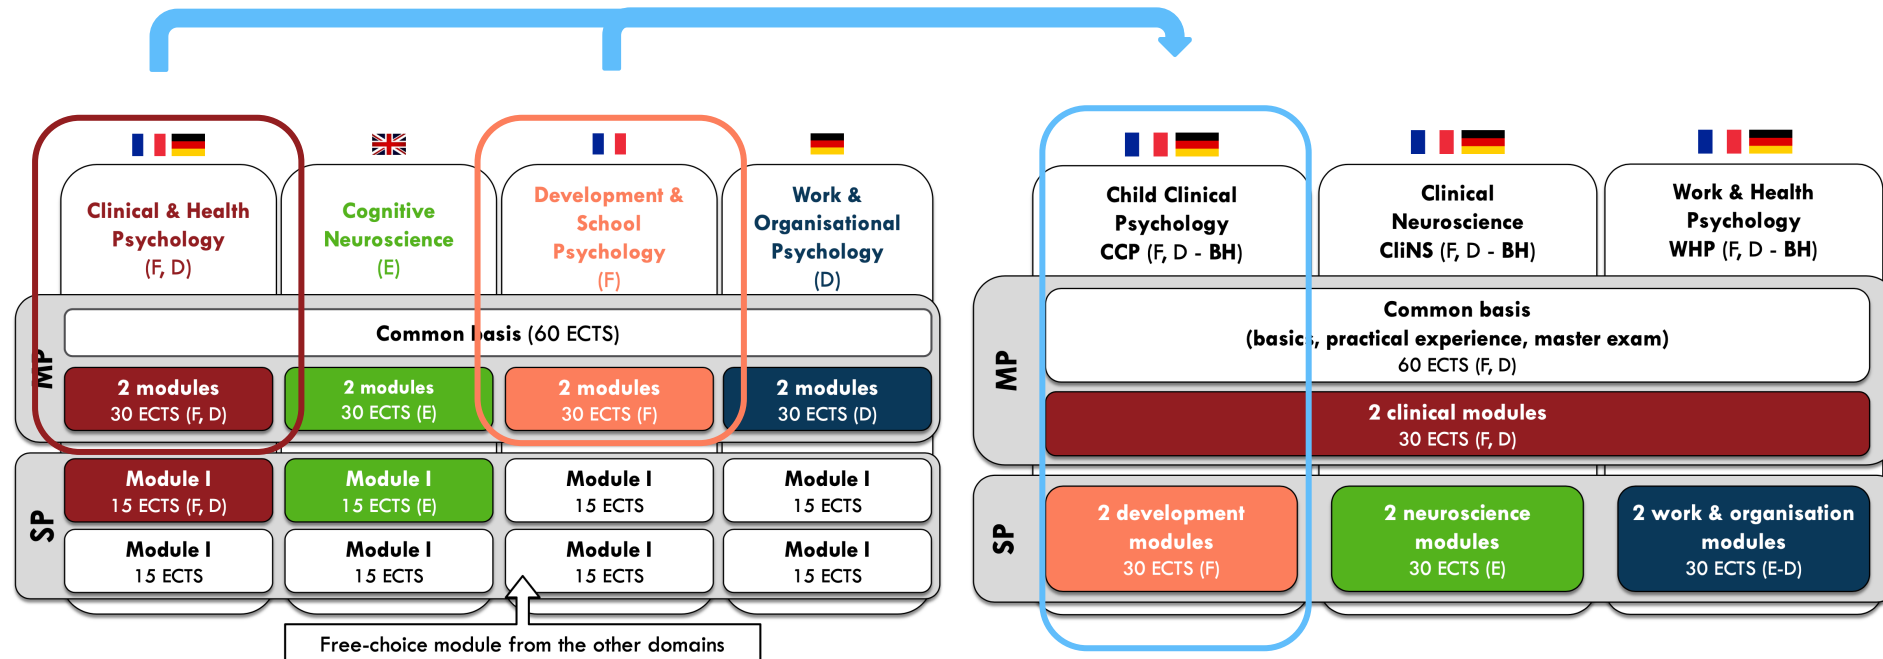 Clinical & Health
Psychology
(F, D)
Cognitive
Neuroscience
(E)
Development &
School
Psychology
(F)
Work &
Organisational
Psychology
(D)
MP
Common basis (60 ECTS)
2 modules
30 ECTS (F, D)
2 modules
30 ECTS (E)
2 modules
30 ECTS (F)
2 modules
30 ECTS (D)
SP
Module I
15 ECTS (F, D)
Module I
15 ECTS (E)
Module I
15 ECTS
Module I
15 ECTS
Module I
15 ECTS
Module I
15 ECTS
Module I
15 ECTS
Module I
15 ECTS
Free-choice module from the other domains
Child Clinical
Psychology
CCP (F, D - BH)
Clinical
Neuroscience
CliNS (F, D - BH)
Work & Health
Psychology
WHP (F, D - BH)
MP
Common basis
(basics, practical experience, master exam)
60 ECTS (F, D)
2 clinical modules
30 ECTS (F, D)
SP
2 development
modules
30 ECTS (F)
2 neuroscience
modules
30 ECTS (E)
2 work & organisation
modules
30 ECTS (E-D)